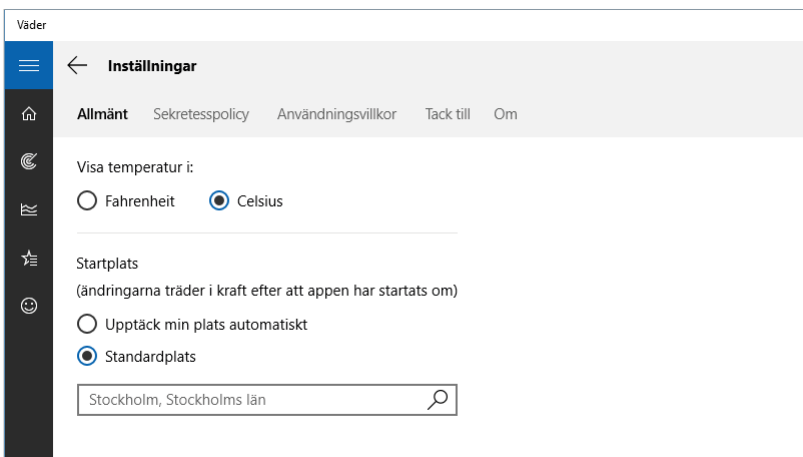 Väder
Inställningar
Allmänt Sekretesspolicy Användningsvillkor Tack till Om
Visa temperatur i:
Fahrenheit Celsius
Startplats
(ändringarna träder i kraft efter att appen har startats om)
Upptäck min plats automatiskt
Standardplats
Stockholm, Stockholms län